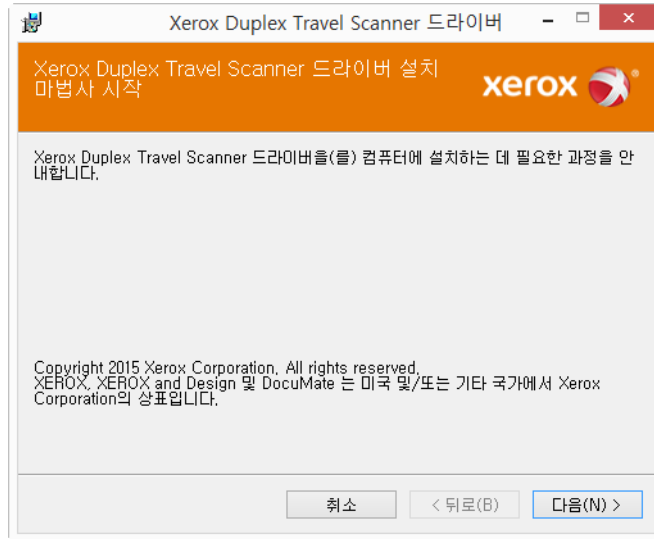 Xerox Duplex Travel Scanner 드라이버
Xerox Duplex Travel Scanner 드라이버 설치
마법사 시작
xerox
Xerox Duplex Travel Scanner 드라이버을(를) 컴퓨터에 설치하는 데 필요한 과정을 안
내합니다.
Copyright 2015 Xerox Corporation. All rights reserved.
XEROX, XEROX and Design 및 DocuMate 는 미국 및/또는 기타 국가에서 Xerox
Corporation의 상표입니다.
취소 < 뒤로(B) 다음(N) >